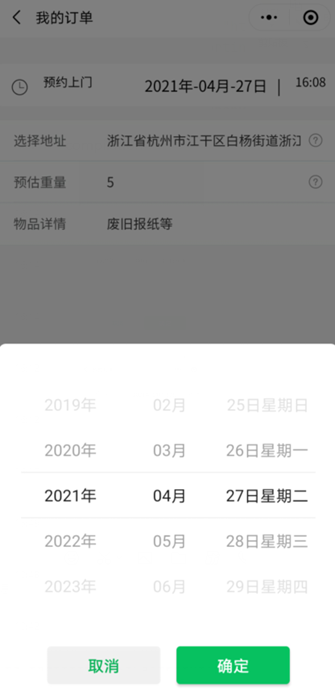 我的订单
预约上门 2021年-04月-27日 | 16:08
选择地址 浙江省杭州市江干区白杨街道浙江
预估重量 5
物品详情 废旧报纸等
2019年 02月 25日星期日
2020年 03月 26日星期一
2021年 04月 27日星期二
2022年 05月 28日星期三
2023年 06月 29日星期四
取消 确定